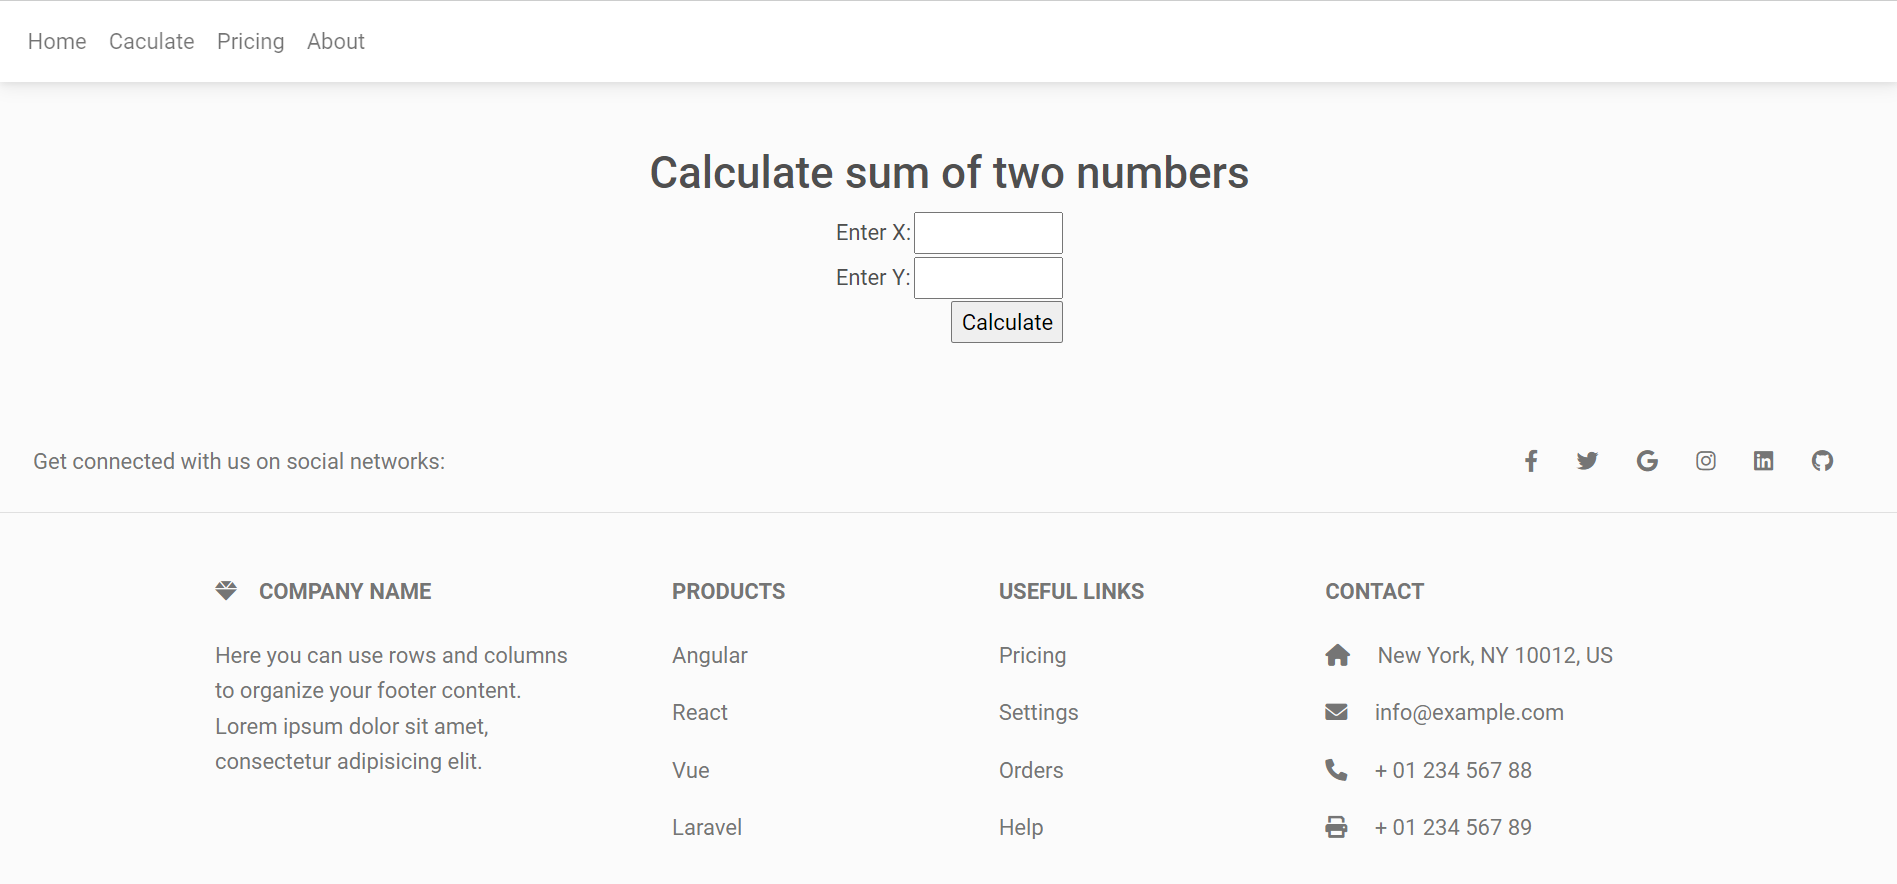 Home Caculate Pricing About
Calculate sum of two numbers
Enter X:
Enter Y:
Calculate
Get connected with us on social networks:
COMPANY NAME
Here you can use rows and columns
to organize your footer content.
Lorem ipsum dolor sit amet,
consectetur adipisicing elit.
PRODUCTS
Angular
React
Vue
Laravel
USEFUL LINKS
Pricing
Settings
Orders
Help
CONTACT
New York, NY 10012, US
info@example.com
+ 01 234 567 88
+ 01 234 567 89